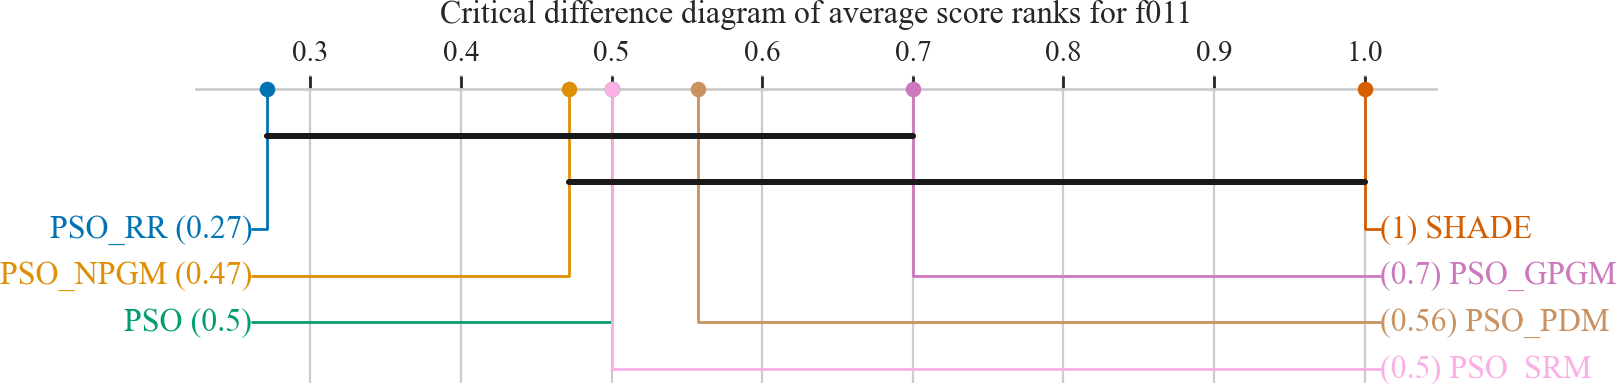 Critical difference diagram of average score ranks for f011
0.3 0.4 0.5 0.6 0.7 0.8 0.9 1.0
PSO_RR (0.27) (1) SHADE
PSO_NPGM (0.47) (0.7) PSO_GPGM
PSO (0.5) (0.56) PSO_PDM
(0.5) PSO_SRM